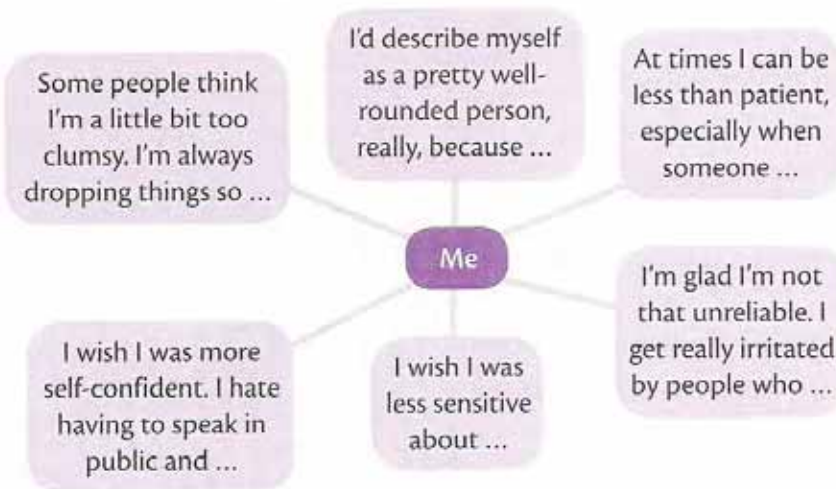 Some people think
I'm a little bit too
clumsy. I'm always
dropping things so ...
I'd describe myself
as a pretty well-
rounded person,
really, because ...
At times I can be
less than patient,
especially when
someone ...
Me
I wish I was more
self-confident. I hate
having to speak in
public and ...
I wish I was
less sensitive
about ...
I'm glad I'm not
that unreliable. I
get really irritated
by people who ...